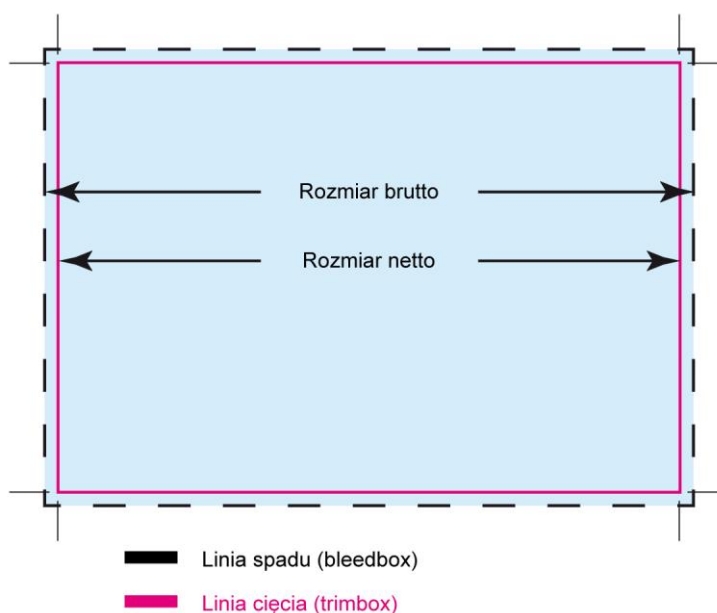 Rozmiar brutto
Rozmiar netto
Linia spadu (bleedbox)
Linia cięcia (trimbox)